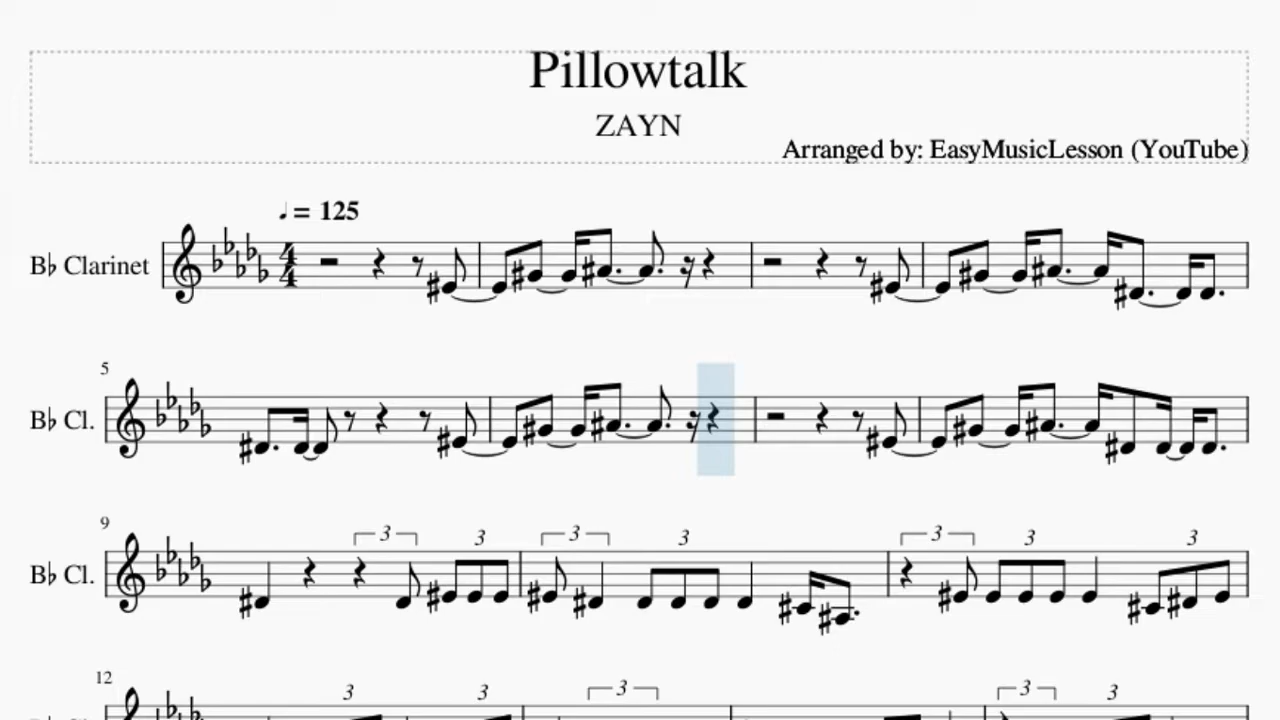 Pillowtalk
ZAYN
Arranged by: EasyMusicLesson (YouTube)
♩ = 125
B♭ Clarinet
4
4
5
B♭ Cl.
9
3
3
3
3
3
3
3
B♭ Cl.
12
3
3
3
3
3